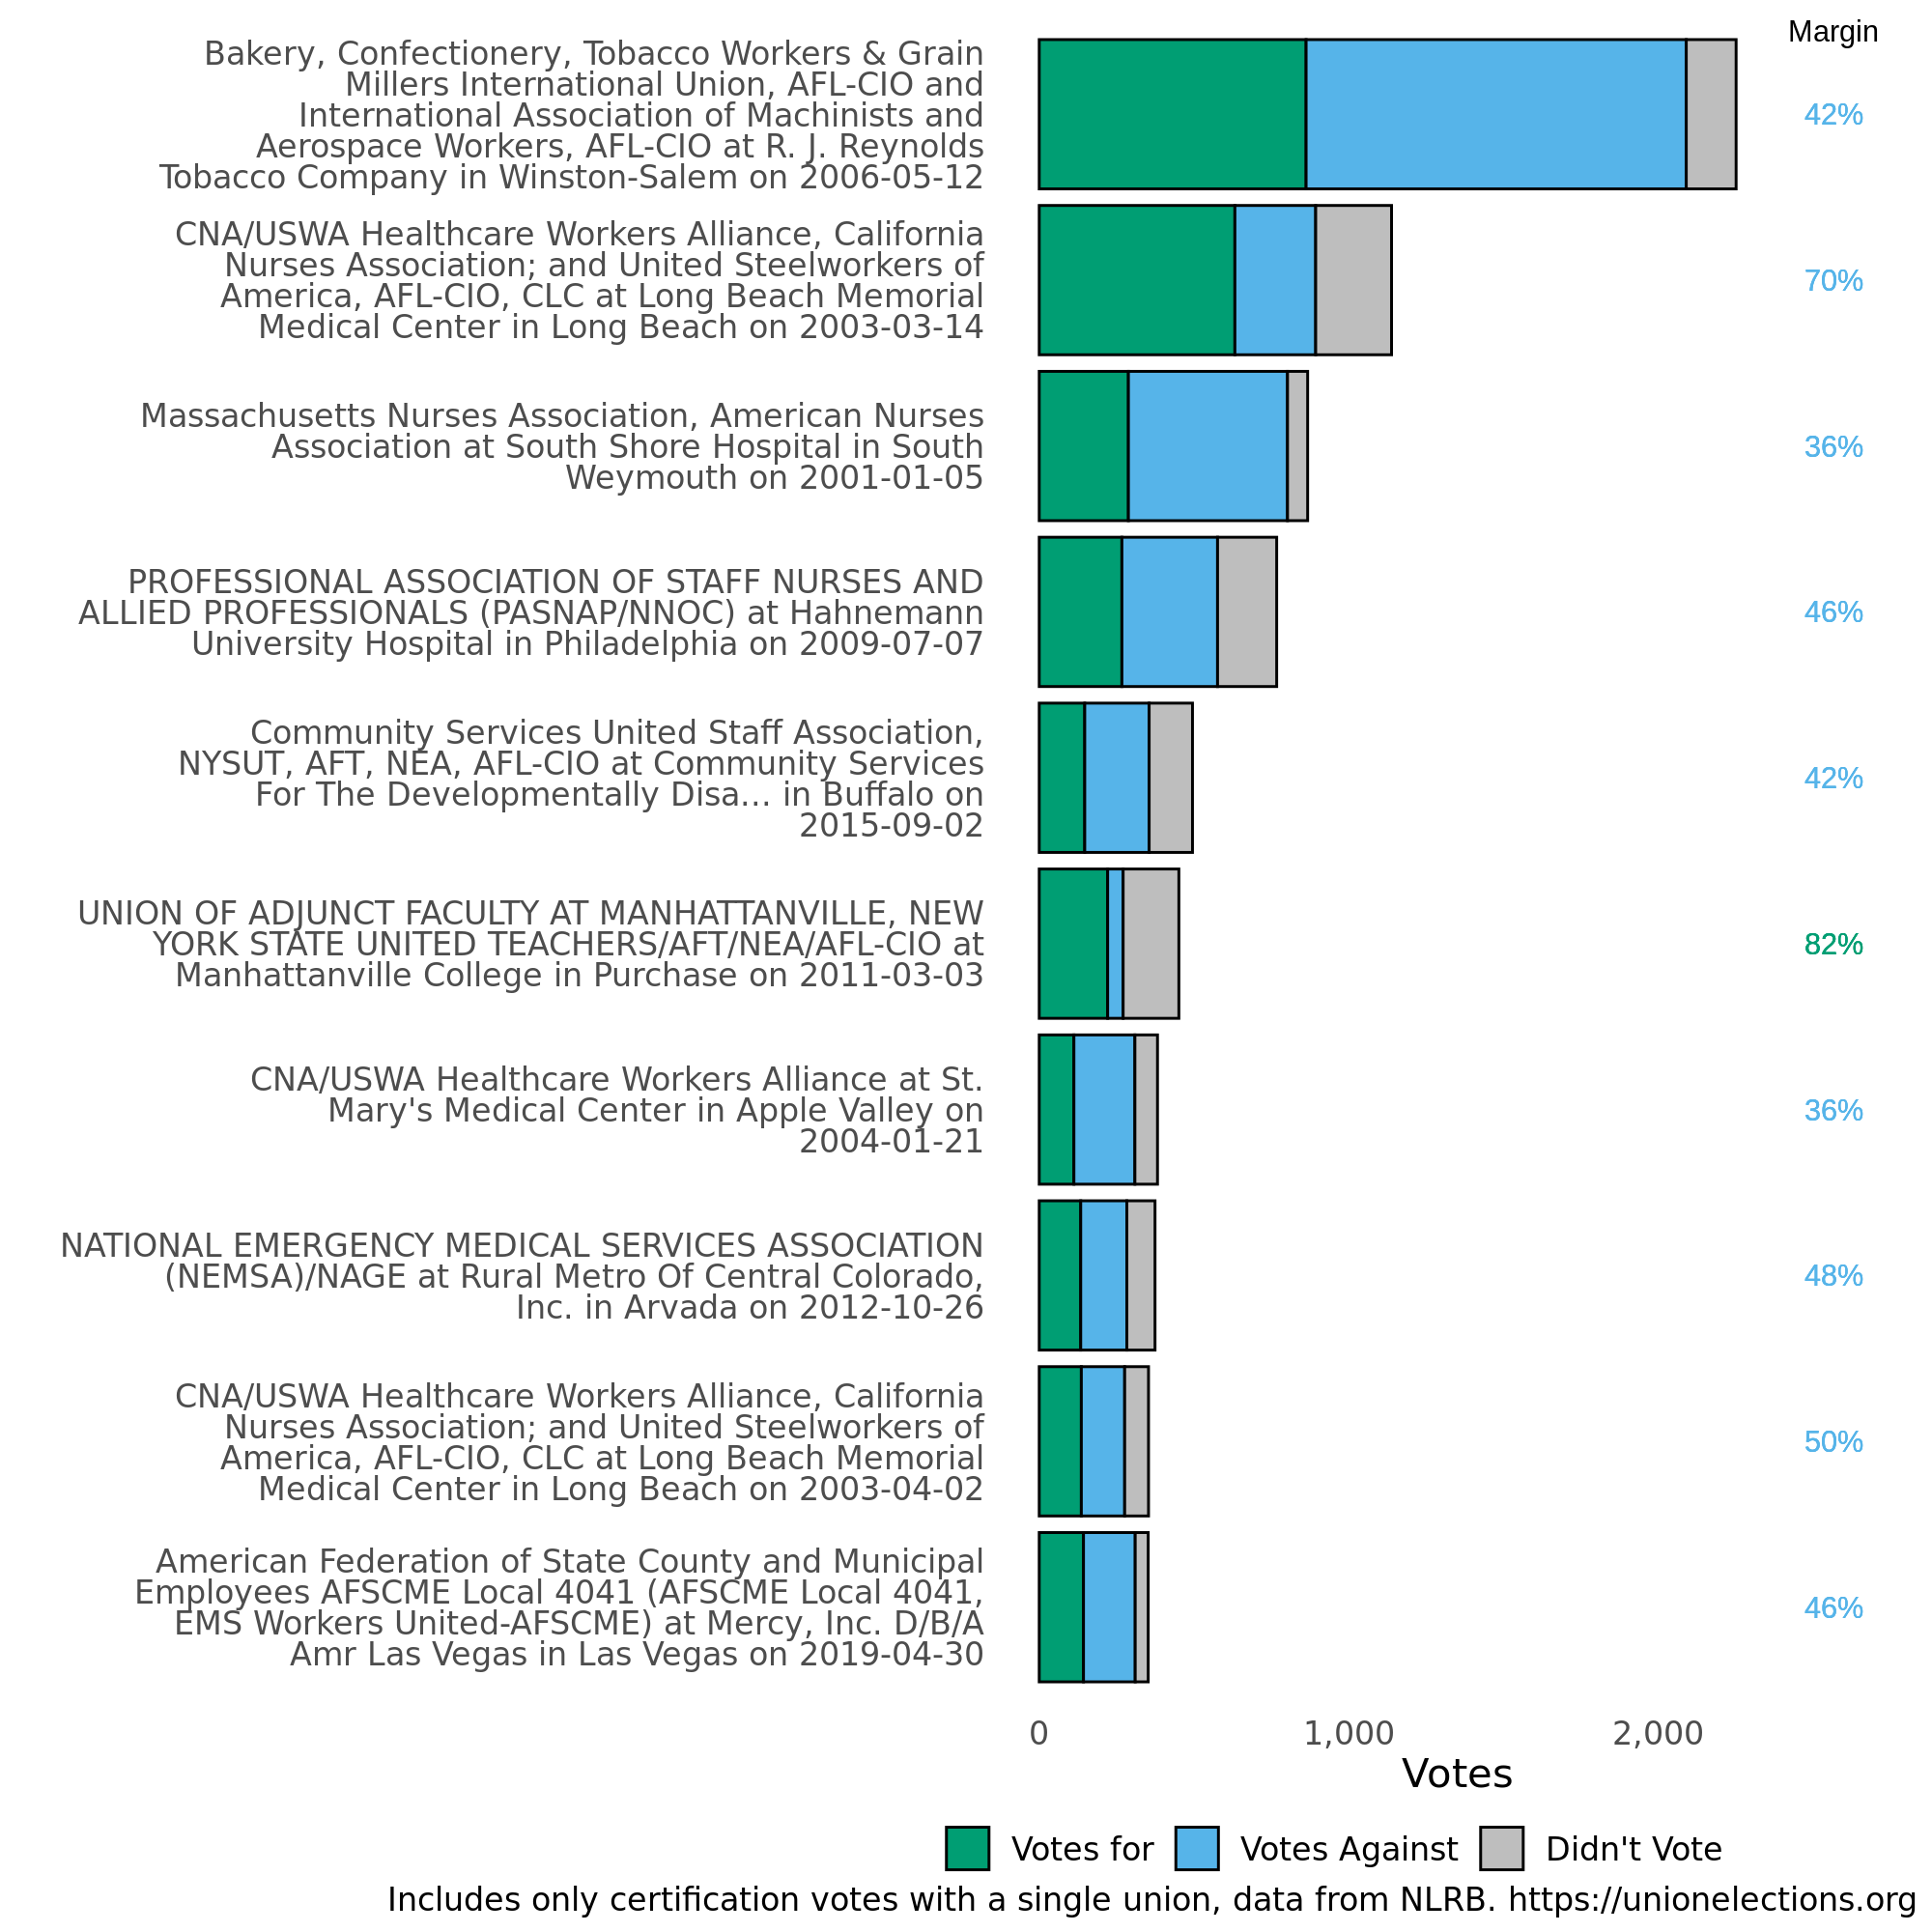 Margin
Bakery, Confectionery, Tobacco Workers & Grain
Millers International Union, AFL-CIO and
International Association of Machinists and
Aerospace Workers, AFL-CIO at R. J. Reynolds
Tobacco Company in Winston-Salem on 2006-05-12
42%
CNA/USWA Healthcare Workers Alliance, California
Nurses Association; and United Steelworkers of
America, AFL-CIO, CLC at Long Beach Memorial
Medical Center in Long Beach on 2003-03-14
70%
Massachusetts Nurses Association, American Nurses
Association at South Shore Hospital in South
Weymouth on 2001-01-05
36%
PROFESSIONAL ASSOCIATION OF STAFF NURSES AND
ALLIED PROFESSIONALS (PASNAP/NNOC) at Hahnemann
University Hospital in Philadelphia on 2009-07-07
46%
Community Services United Staff Association,
NYSUT, AFT, NEA, AFL-CIO at Community Services
For The Developmentally Disa... in Buffalo on
2015-09-02
42%
UNION OF ADJUNCT FACULTY AT MANHATTANVILLE, NEW
YORK STATE UNITED TEACHERS/AFT/NEA/AFL-CIO at
Manhattanville College in Purchase on 2011-03-03
82%
CNA/USWA Healthcare Workers Alliance at St.
Mary's Medical Center in Apple Valley on
2004-01-21
36%
NATIONAL EMERGENCY MEDICAL SERVICES ASSOCIATION
(NEMSA)/NAGE at Rural Metro Of Central Colorado,
Inc. in Arvada on 2012-10-26
48%
CNA/USWA Healthcare Workers Alliance, California
Nurses Association; and United Steelworkers of
America, AFL-CIO, CLC at Long Beach Memorial
Medical Center in Long Beach on 2003-04-02
50%
American Federation of State County and Municipal
Employees AFSCME Local 4041 (AFSCME Local 4041,
EMS Workers United-AFSCME) at Mercy, Inc. D/B/A
Amr Las Vegas in Las Vegas on 2019-04-30
46%
0 1,000 2,000
Votes
Votes for Votes Against Didn't Vote
Includes only certification votes with a single union, data from NLRB. https://unionelections.org